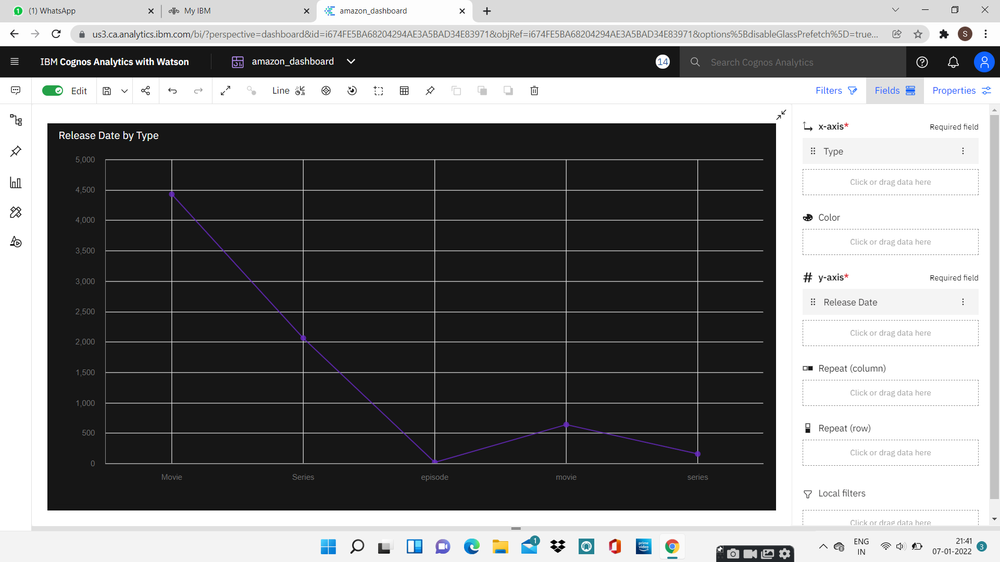 (1) WhatsApp
My IBM
amazon_dashboard
us3.ca.analytics.ibm.com/bi/?perspective=dashboard&id=i674FE5BA68204294AE3A5BAD34E83971&objRef=i674FE5BA68204294AE3A5BAD34E83971&options%5BdisableGlassPrefetch%5D=true...
S
IBM Cognos Analytics with Watson
amazon_dashboard
14
Search Cognos Analytics
Edit
Line
Filters
Fields
Properties
Release Date by Type
5,000
4,500
4,000
3,500
3,000
2,500
2,000
1,500
1,000
500
0
Movie
Series
episode
movie
series
x-axis*
Required field
Type
Click or drag data here
Color
Click or drag data here
# y-axis*
Required field
Release Date
Click or drag data here
Repeat (column)
Click or drag data here
Repeat (row)
Click or drag data here
Local filters
Click or drag data here
1
prime video
ENG
IN
21:41
07-01-2022
3